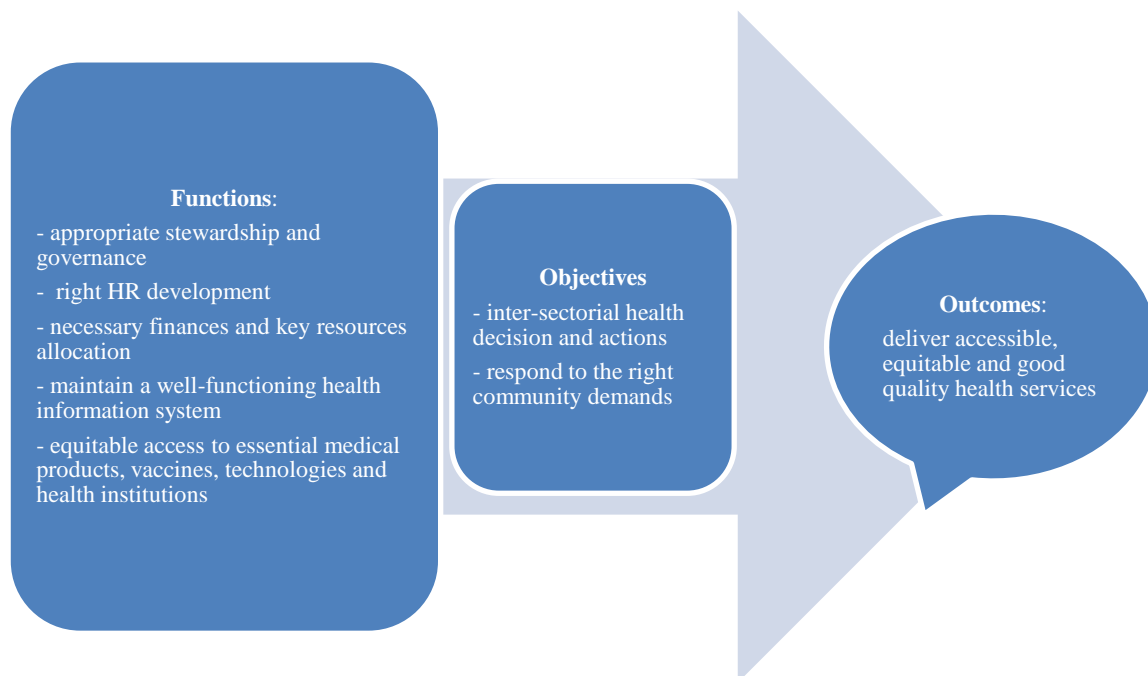 Functions:
- appropriate stewardship and
governance
- right HR development
- necessary finances and key resources
allocation
- maintain a well-functioning health
information system
- equitable access to essential medical
products, vaccines, technologies and
health institutions
Objectives
- inter-sectorial health
decision and actions
- respond to the right
community demands
Outcomes:
deliver accessible,
equitable and good
quality health services